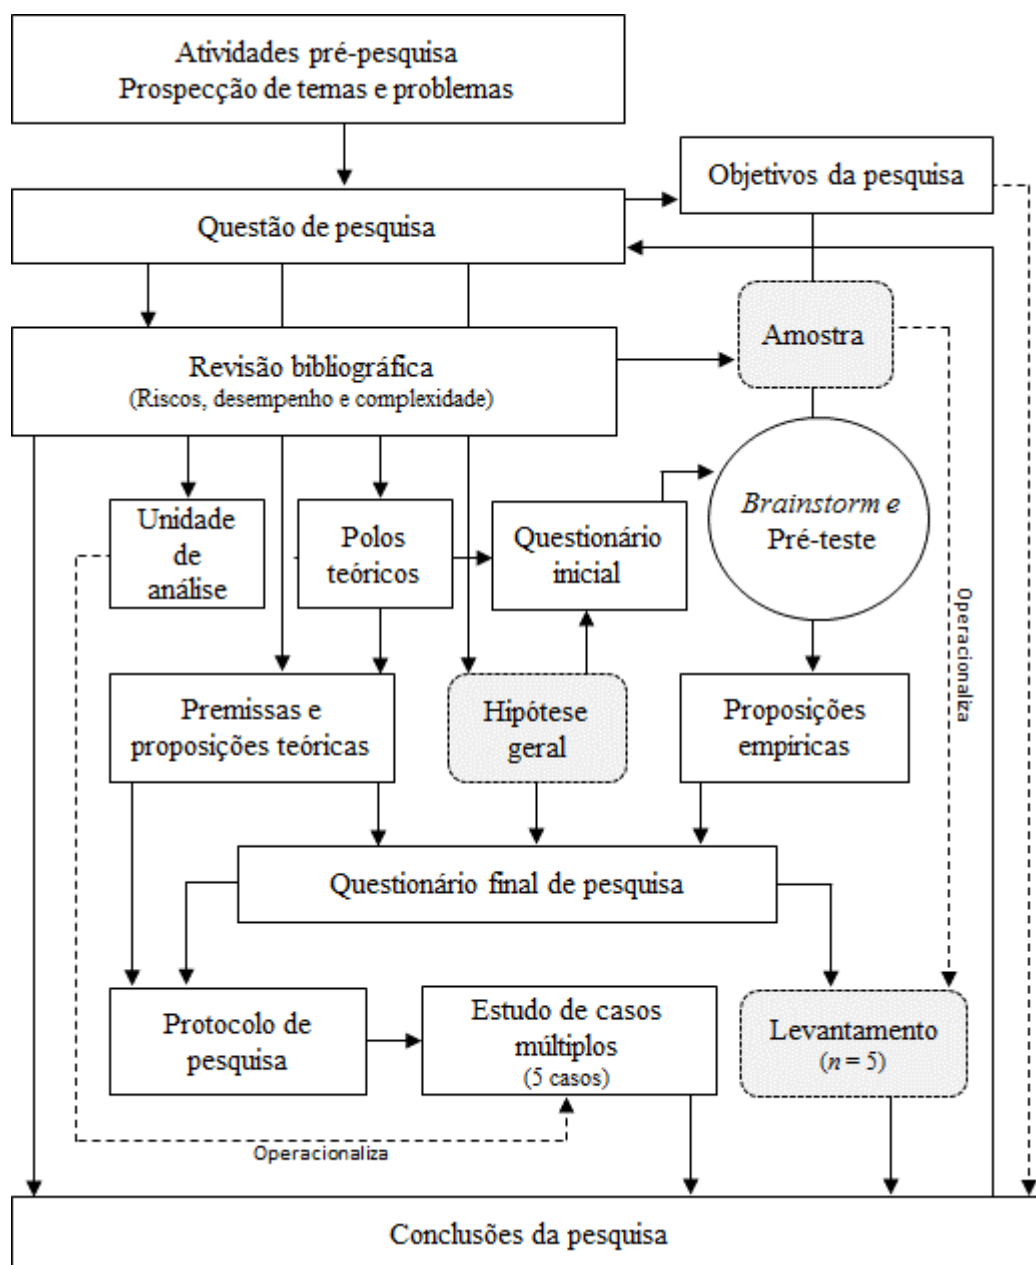 Atividades pré-pesquisa
Prospecção de temas e problemas
Objetivos da pesquisa
Questão de pesquisa
Amostra
Revisão bibliográfica
(Riscos, desempenho e complexidade)
Brainstorm e
Pré-teste
Unidade
de
análise
Polos
teóricos
Questionário
inicial
Operacionaliza
Premissas e
proposições teóricas
Hipótese
geral
Proposições
empíricas
Questionário final de pesquisa
Protocolo de
pesquisa
Estudo de casos
múltiplos
(5 casos)
Levantamento
(n = 5)
Operacionaliza
Conclusões da pesquisa